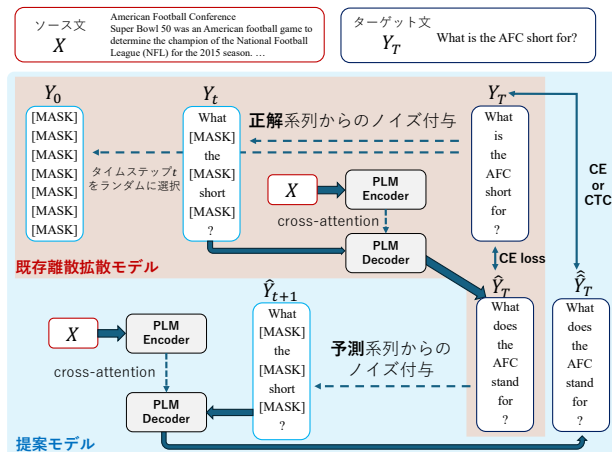 ソース文
X
American Football Conference
Super Bowl 50 was an American football game to
determine the champion of the National Football
League (NFL) for the 2015 season. …
ターゲット文
Y_T
What is the AFC short for?
Y_0
[MASK]
[MASK]
[MASK]
[MASK]
[MASK]
[MASK]
[MASK]
タイムステップt
をランダムに選択
Y_t
What
[MASK]
the
[MASK]
short
[MASK]
?
正解系列からのノイズ付与
X
PLM
Encoder
cross-attention
PLM
Decoder
Y_T
What
is
the
AFC
short
for
?
CE
or
CTC
CE loss
既存離散拡散モデル
Ŷ_T
What
does
the
AFC
stand
for
?
Ŷ̂_T
What
does
the
AFC
stand
for
?
Ŷ_{t+1}
What
[MASK]
the
[MASK]
short
[MASK]
?
予測系列からの
ノイズ付与
X
PLM
Encoder
cross-attention
PLM
Decoder
提案モデル